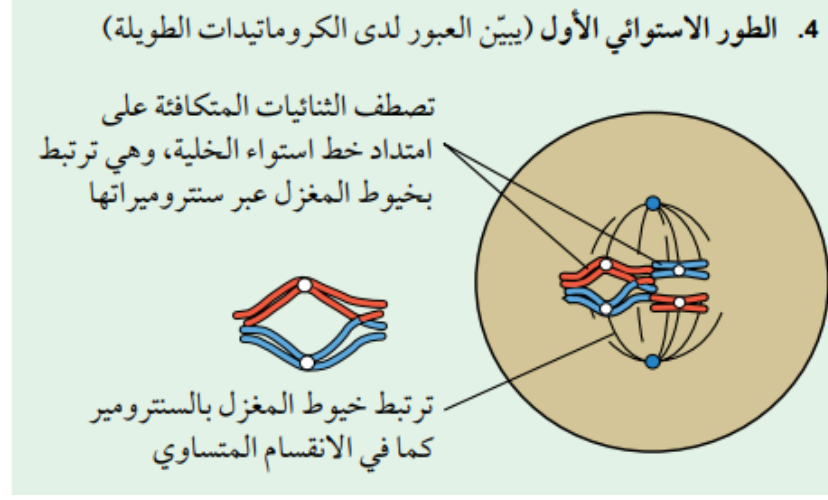 4. الطور الاستوائي الأول (يبيّن العبور لدى الكروماتيدات الطويلة)
تصطف الثنائيات المتكافئة على
امتداد خط استواء الخلية، وهي ترتبط
بخيوط المغزل عبر سنتروميراتها
ترتبط خيوط المغزل بالسنترومير
كما في الانقسام المتساوي